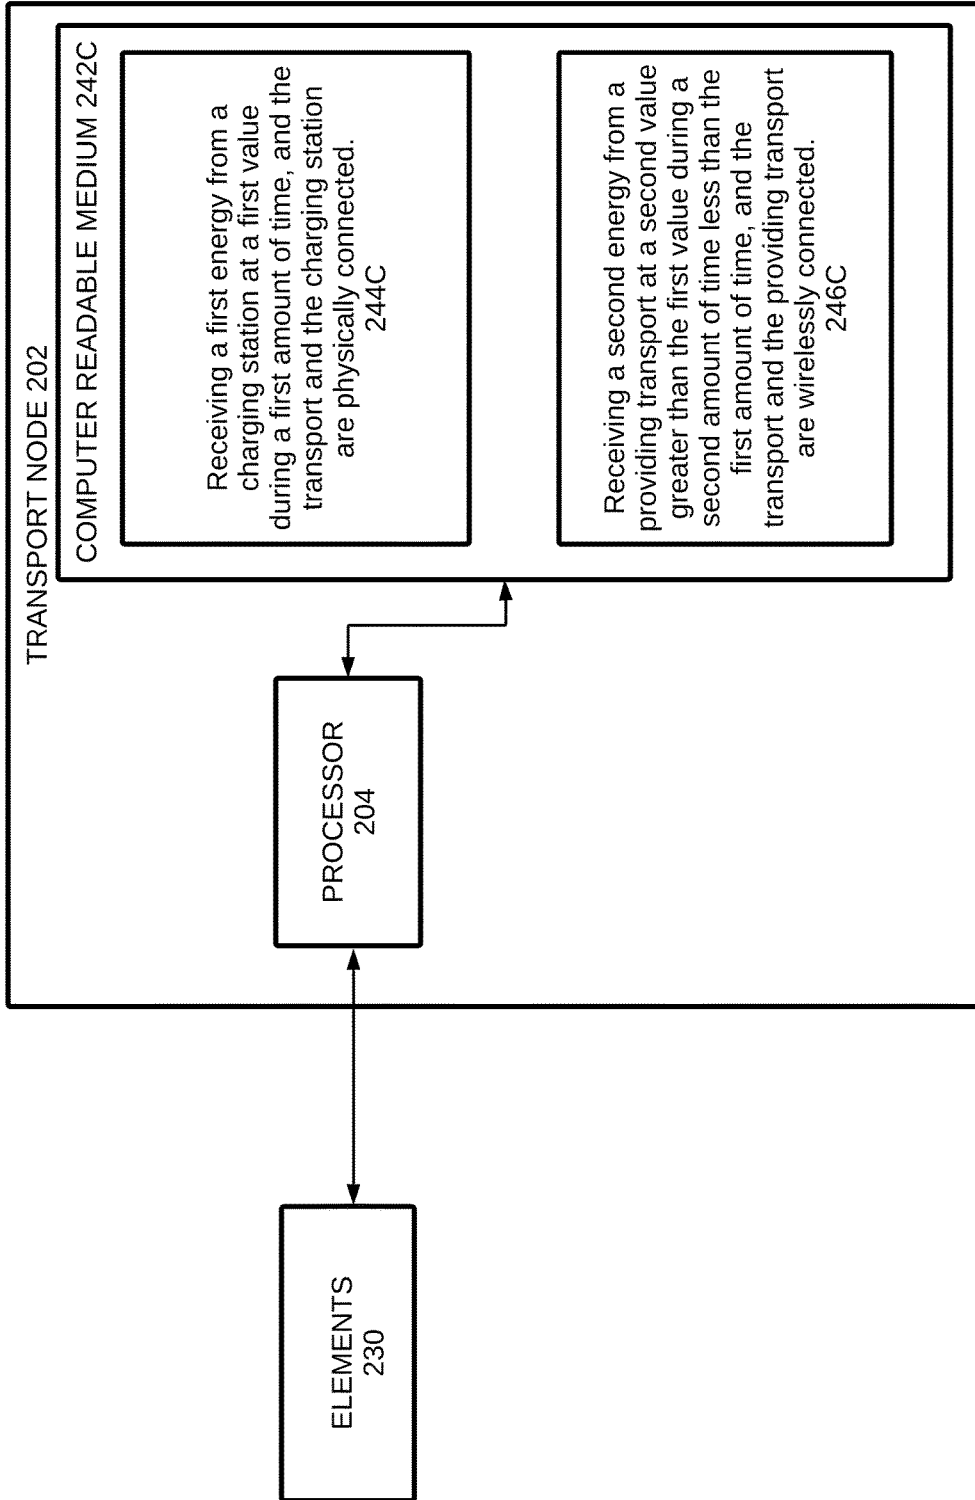 TRANSPORT NODE 202
COMPUTER READABLE MEDIUM 242C
Receiving a first energy from a
charging station at a first value
during a first amount of time, and the
transport and the charging station
are physically connected.
244C
Receiving a second energy from a
providing transport at a second value
greater than the first value during a
second amount of time less than the
first amount of time, and the
transport and the providing transport
are wirelessly connected.
246C
PROCESSOR
204
ELEMENTS
230